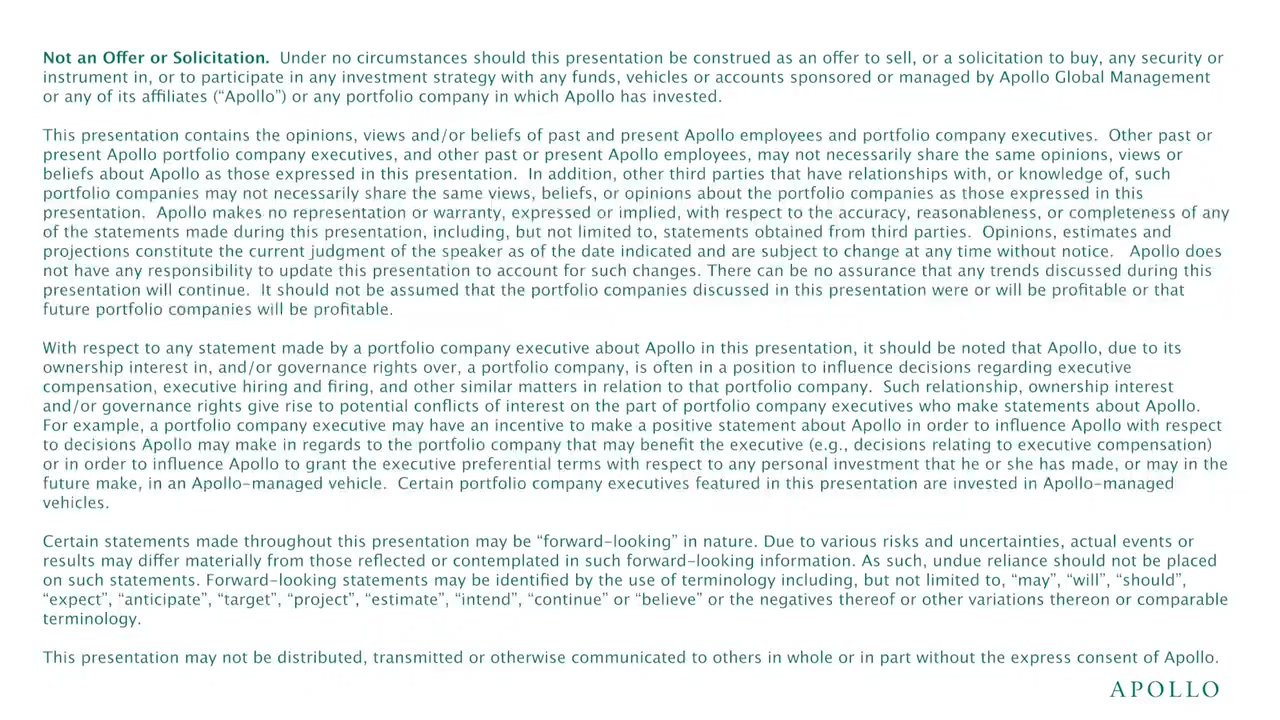 Not an Offer or Solicitation. Under no circumstances should this presentation be construed as an offer to sell, or a solicitation to buy, any security or
instrument in, or to participate in any investment strategy with any funds, vehicles or accounts sponsored or managed by Apollo Global Management
or any of its affiliates (“Apollo”) or any portfolio company in which Apollo has invested.
This presentation contains the opinions, views and/or beliefs of past and present Apollo employees and portfolio company executives. Other past or
present Apollo portfolio company executives, and other past or present Apollo employees, may not necessarily share the same opinions, views or
beliefs about Apollo as those expressed in this presentation. In addition, other third parties that have relationships with, or knowledge of, such
portfolio companies may not necessarily share the same views, beliefs, or opinions about the portfolio companies as those expressed in this
presentation. Apollo makes no representation or warranty, expressed or implied, with respect to the accuracy, reasonableness, or completeness of any
of the statements made during this presentation, including, but not limited to, statements obtained from third parties. Opinions, estimates and
projections constitute the current judgment of the speaker as of the date indicated and are subject to change at any time without notice. Apollo does
not have any responsibility to update this presentation to account for such changes. There can be no assurance that any trends discussed during this
presentation will continue. It should not be assumed that the portfolio companies discussed in this presentation were or will be profitable or that
future portfolio companies will be profitable.
With respect to any statement made by a portfolio company executive about Apollo in this presentation, it should be noted that Apollo, due to its
ownership interest in, and/or governance rights over, a portfolio company, is often in a position to influence decisions regarding executive
compensation, executive hiring and firing, and other similar matters in relation to that portfolio company. Such relationship, ownership interest
and/or governance rights give rise to potential conflicts of interest on the part of portfolio company executives who make statements about Apollo.
For example, a portfolio company executive may have an incentive to make a positive statement about Apollo in order to influence Apollo with respect
to decisions Apollo may make in regards to the portfolio company that may benefit the executive (e.g., decisions relating to executive compensation)
or in order to influence Apollo to grant the executive preferential terms with respect to any personal investment that he or she has made, or may in the
future make, in an Apollo-managed vehicle. Certain portfolio company executives featured in this presentation are invested in Apollo-managed
vehicles.
Certain statements made throughout this presentation may be “forward-looking” in nature. Due to various risks and uncertainties, actual events or
results may differ materially from those reflected or contemplated in such forward-looking information. As such, undue reliance should not be placed
on such statements. Forward-looking statements may be identified by the use of terminology including, but not limited to, “may”, “will”, “should”,
“expect”, “anticipate”, “target”, “project”, “estimate”, “intend”, “continue” or “believe” or the negatives thereof or other variations thereon or comparable
terminology.
This presentation may not be distributed, transmitted or otherwise communicated to others in whole or in part without the express consent of Apollo.
APOLLO